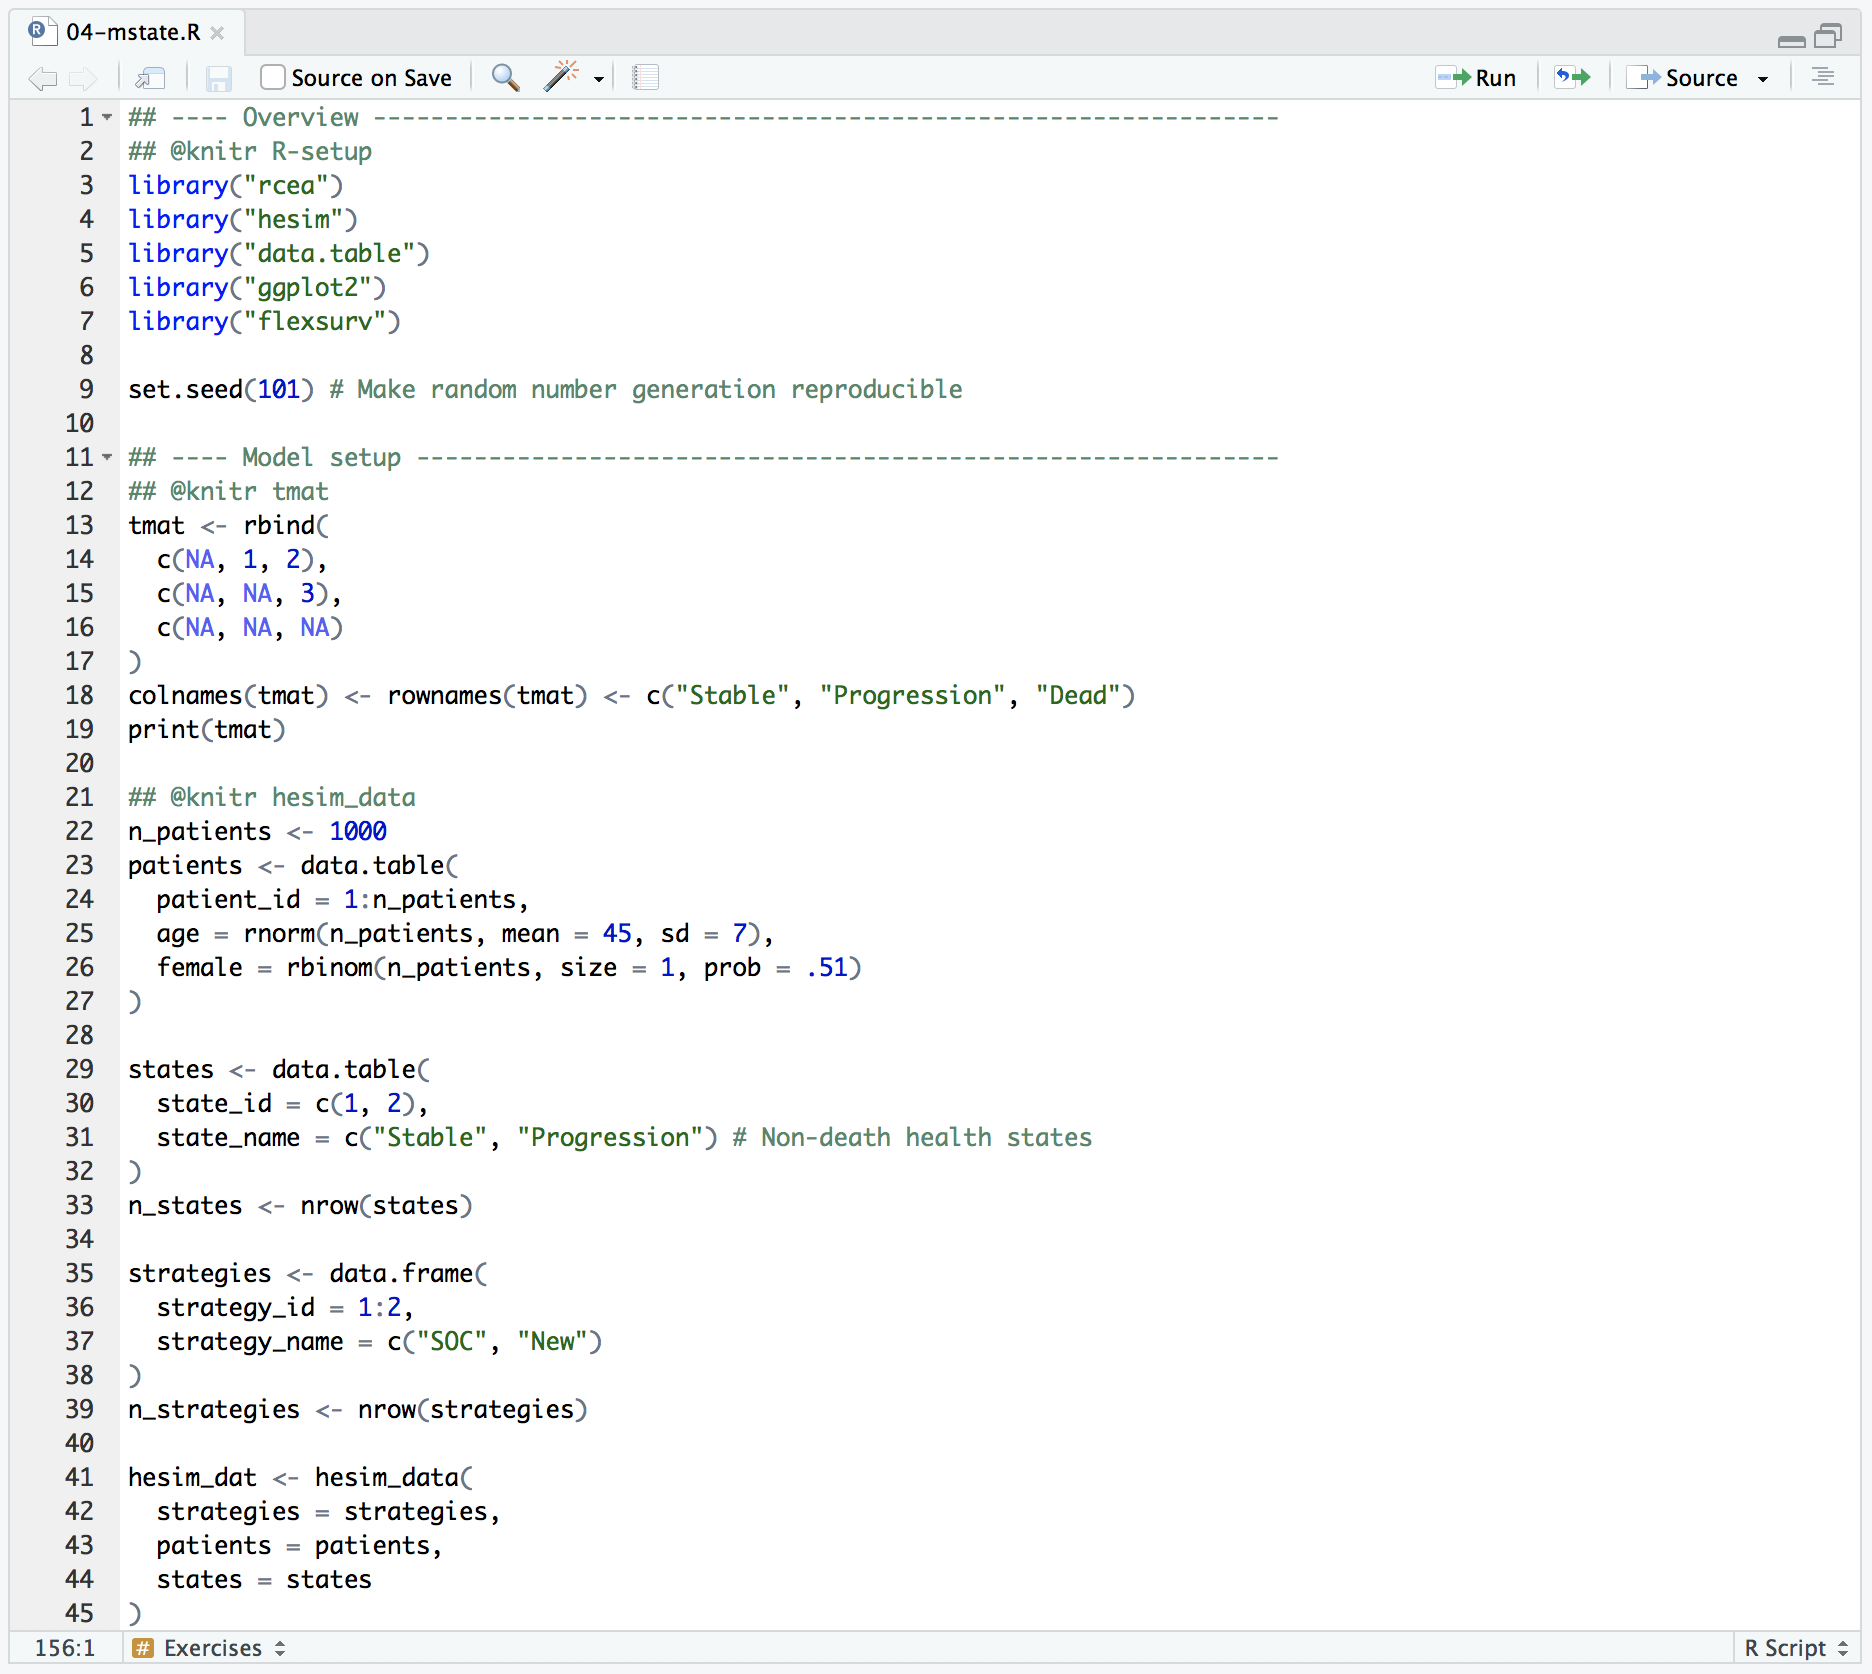 04-mstate.R
Source on Save Run Source
1 ## ---- Overview ---------------------------------------------------------------
2 ## @knitr R-setup
3 library("rcea")
4 library("hesim")
5 library("data.table")
6 library("ggplot2")
7 library("flexsurv")
8
9 set.seed(101) # Make random number generation reproducible
10
11 ## ---- Model setup ------------------------------------------------------------
12 ## @knitr tmat
13 tmat <- rbind(
14   c(NA, 1, 2),
15   c(NA, NA, 3),
16   c(NA, NA, NA)
17 )
18 colnames(tmat) <- rownames(tmat) <- c("Stable", "Progression", "Dead")
19 print(tmat)
20
21 ## @knitr hesim_data
22 n_patients <- 1000
23 patients <- data.table(
24   patient_id = 1:n_patients,
25   age = rnorm(n_patients, mean = 45, sd = 7),
26   female = rbinom(n_patients, size = 1, prob = .51)
27 )
28
29 states <- data.table(
30   state_id = c(1, 2),
31   state_name = c("Stable", "Progression") # Non-death health states
32 )
33 n_states <- nrow(states)
34
35 strategies <- data.frame(
36   strategy_id = 1:2,
37   strategy_name = c("SOC", "New")
38 )
39 n_strategies <- nrow(strategies)
40
41 hesim_dat <- hesim_data(
42   strategies = strategies,
43   patients = patients,
44   states = states
45 )
156:1 # Exercises R Script